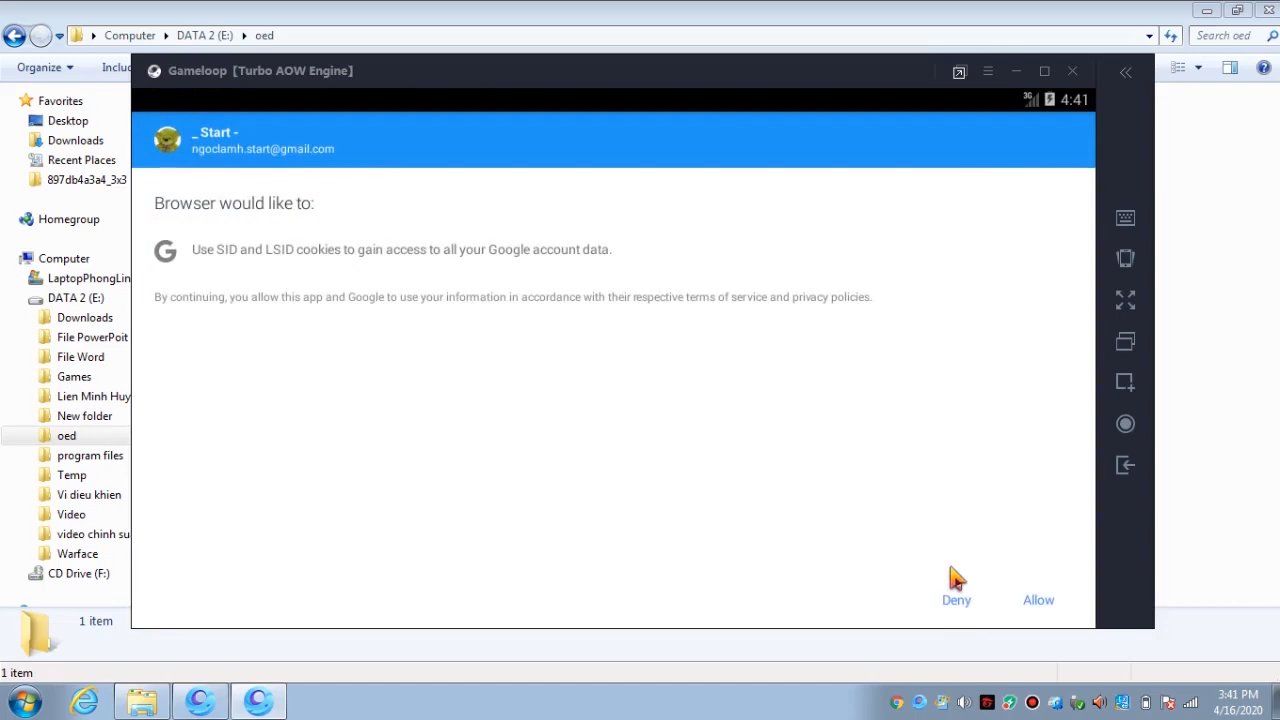 Computer DATA 2 (E:) oed
Search oed
Organize Inclu
Gameloop [Turbo AOW Engine]
3G 4:41
_ Start -
ngoclamh.start@gmail.com
Browser would like to:
G Use SID and LSID cookies to gain access to all your Google account data.
By continuing, you allow this app and Google to use your information in accordance with their respective terms of service and privacy policies.
Deny Allow
Favorites
Desktop
Downloads
Recent Places
897db4a3a4_3x3
Homegroup
Computer
LaptopPhongLin
DATA 2 (E:)
Downloads
File PowerPoit
File Word
Games
Lien Minh Huy
New folder
oed
program files
Temp
Vi dieu khien
Video
video chinh su
Warface
CD Drive (F:)
1 item
1 item
3:41 PM
4/16/2020